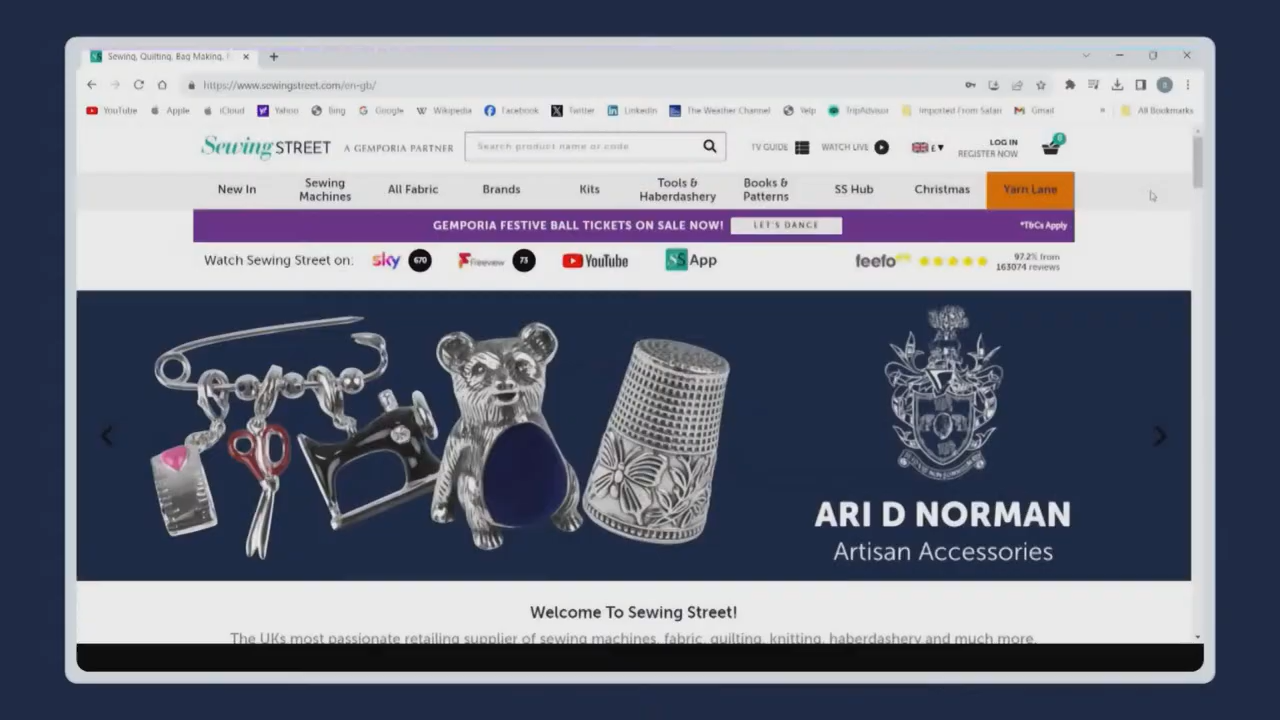 Sewing, Quilting, Bag Making, F
https://www.sewingstreet.com/en-gb/
YouTube Apple iCloud Yahoo Bing Google Wikipedia Facebook Twitter LinkedIn The Weather Channel Yelp TripAdvisor Imported From Safari Gmail » All Bookmarks
Sewing STREET A GEMPORIA PARTNER Search product name or code TV GUIDE WATCH LIVE £ LOG IN 0
REGISTER NOW
New In Sewing Machines All Fabric Brands Kits Tools & Haberdashery Books & Patterns SS Hub Christmas Yarn Lane
GEMPORIA FESTIVE BALL TICKETS ON SALE NOW! LET'S DANCE *TbCs Apply
Watch Sewing Street on: sky 670 Freeview 73 YouTube SS App feefo 97.2% from
163074 reviews
ARI D NORMAN
Artisan Accessories
Welcome To Sewing Street!
The UKs most passionate retailing supplier of sewing machines, fabric, quilting, knitting, haberdashery and much more.